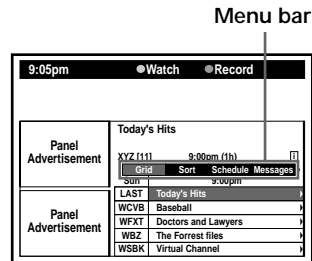 Menu bar
9:05pm Watch Record
Today's Hits
Panel
Advertisement
XYZ [11] 9:00pm (1h) i
Grid Sort Schedule Messages
Sun 9:00pm
LAST Today's Hits
WCVB Baseball
Panel
Advertisement
WFXT Doctors and Lawyers
WBZ The Forrest files
WSBK Virtual Channel